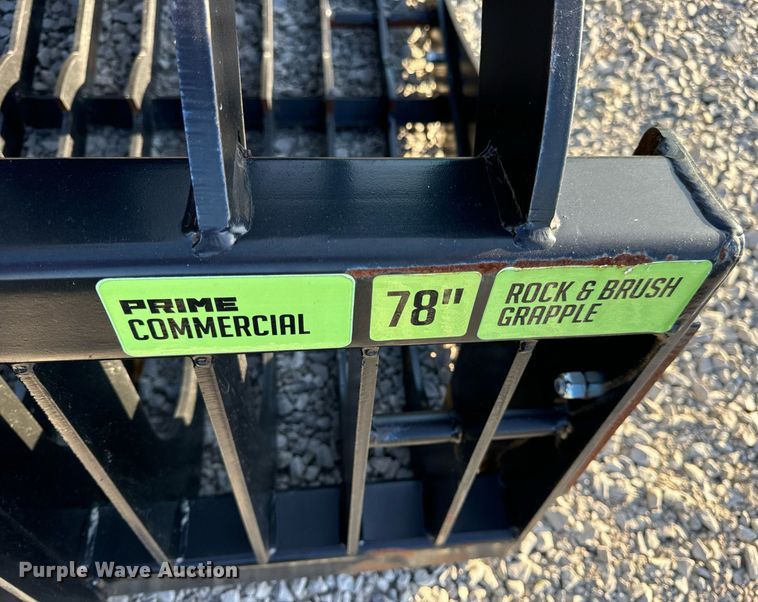 PRIME
COMMERCIAL
78"
ROCK & BRUSH
GRAPPLE
Purple Wave Auction